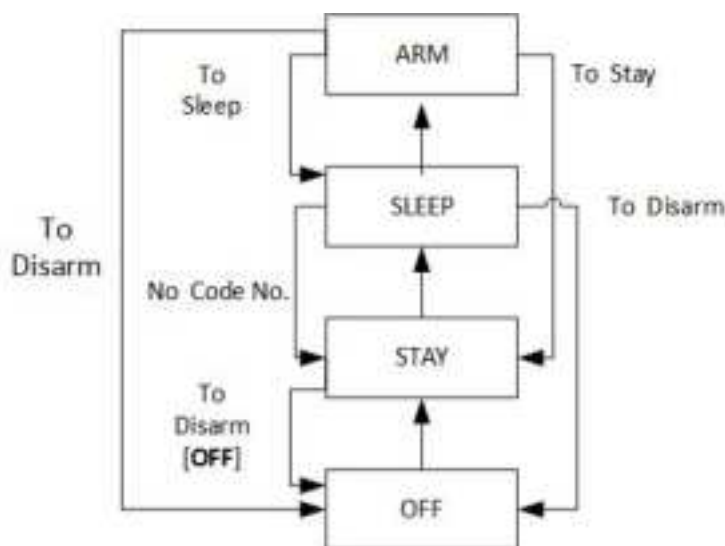 ARM
To
Sleep
To Stay
SLEEP
To Disarm
To
Disarm
No Code No.
STAY
To
Disarm
[OFF]
OFF